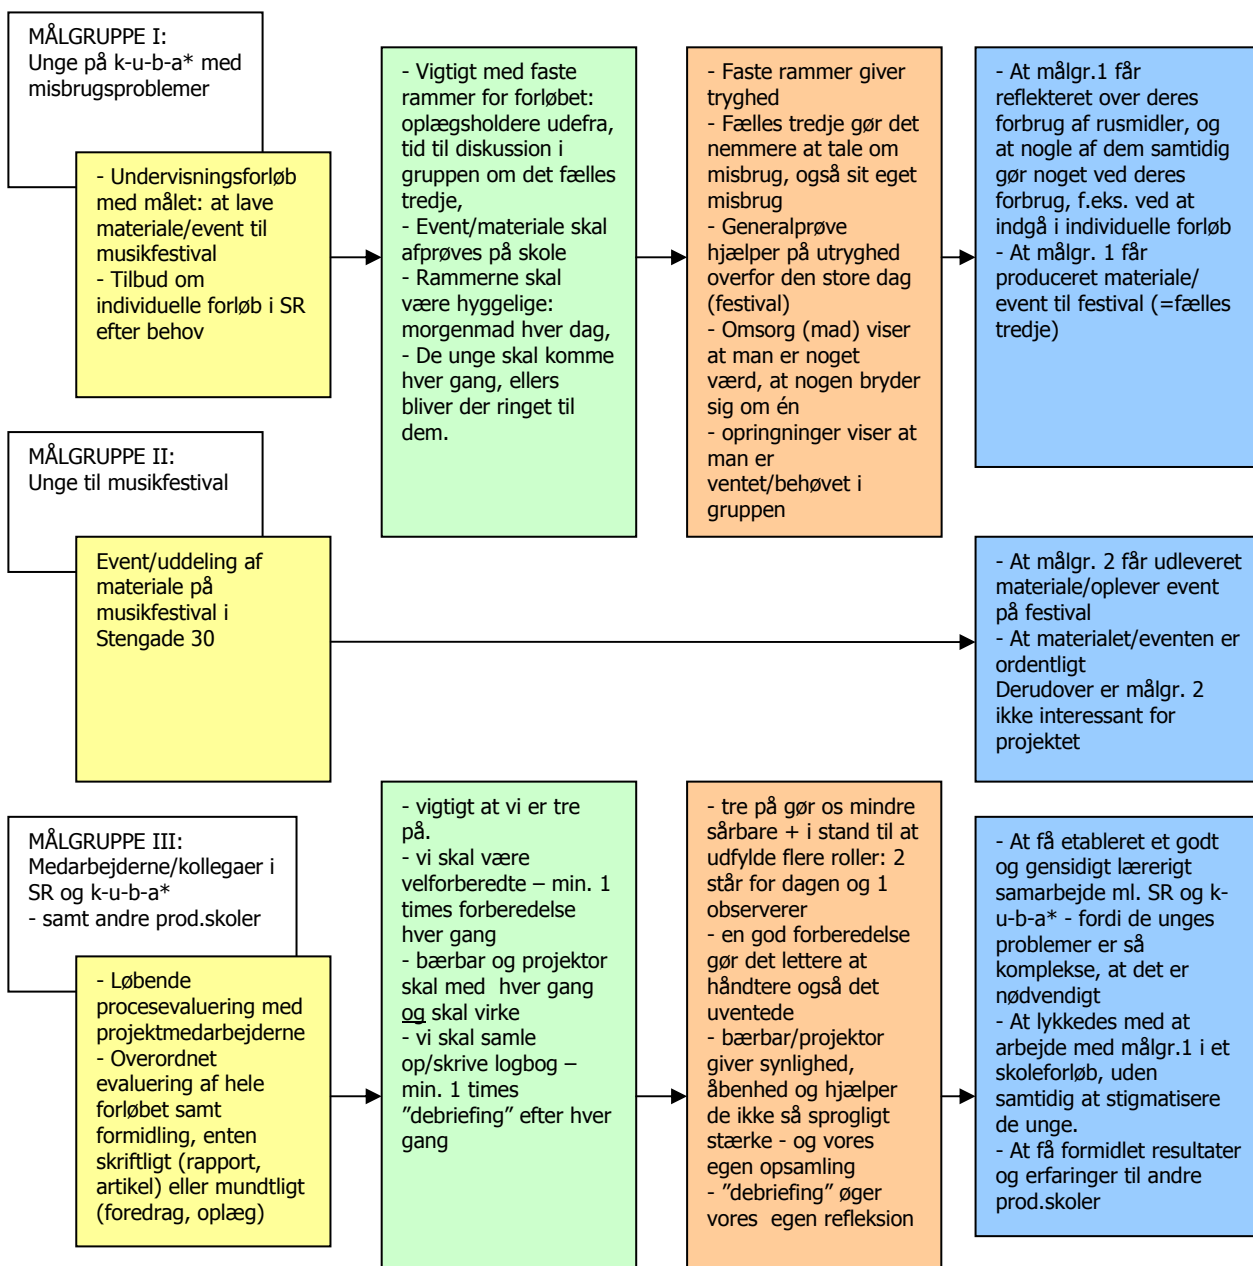 MÅLGRUPPE I:
Unge på k-u-b-a* med
misbrugsproblemer
- Undervisningsforløb
med målet: at lave
materiale/event til
musikfestival
- Tilbud om
individuelle forløb i SR
efter behov
- Vigtigt med faste
rammer for forløbet:
oplægsholdere udefra,
tid til diskussion i
gruppen om det fælles
tredje,
- Event/materiale skal
afprøves på skole
- Rammerne skal
være hyggelige:
morgenmad hver dag,
- De unge skal komme
hver gang, ellers
bliver der ringet til
dem.
- Faste rammer giver
tryghed
- Fælles tredje gør det
nemmere at tale om
misbrug, også sit eget
misbrug
- Generalprøve
hjælper på utryghed
overfor den store dag
(festival)
- Omsorg (mad) viser
at man er noget
værd, at nogen bryder
sig om én
- opringninger viser at
man er
ventet/behøvet i
gruppen
- At målgr.1 får
reflekteret over deres
forbrug af rusmidler, og
at nogle af dem samtidig
gør noget ved deres
forbrug, f.eks. ved at
indgå i individuelle forløb
- At målgr. 1 får
produceret materiale/
event til festival (=fælles
tredje)
MÅLGRUPPE II:
Unge til musikfestival
Event/uddeling af
materiale på
musikfestival i
Stengade 30
- At målgr. 2 får udleveret
materiale/oplever event
på festival
- At materialet/eventen er
ordentligt
Derudover er målgr. 2
ikke interessant for
projektet
MÅLGRUPPE III:
Medarbejderne/kollegaer i
SR og k-u-b-a*
- samt andre prod.skoler
- Løbende
procesevaluering med
projektmedarbejderne
- Overordnet
evaluering af hele
forløbet samt
formidling, enten
skriftligt (rapport,
artikel) eller mundtligt
(foredrag, oplæg)
- vigtigt at vi er tre
på.
- vi skal være
velforberedte – min. 1
times forberedelse
hver gang
- bærbar og projektor
skal med  hver gang
og skal virke
- vi skal samle
op/skrive logbog –
min. 1 times
”debriefing” efter hver
gang
- tre på gør os mindre
sårbare + i stand til at
udfylde flere roller: 2
står for dagen og 1
observerer
- en god forberedelse
gør det lettere at
håndtere også det
uventede
- bærbar/projektor
giver synlighed,
åbenhed og hjælper
de ikke så sprogligt
stærke - og vores
egen opsamling
- ”debriefing” øger
vores  egen refleksion
- At få etableret et godt
og gensidigt lærerigt
samarbejde ml. SR og k-
u-b-a* - fordi de unges
problemer er så
komplekse, at det er
nødvendigt
- At lykkedes med at
arbejde med målgr.1 i et
skoleforløb, uden
samtidig at stigmatisere
de unge.
- At få formidlet resultater
og erfaringer til andre
prod.skoler